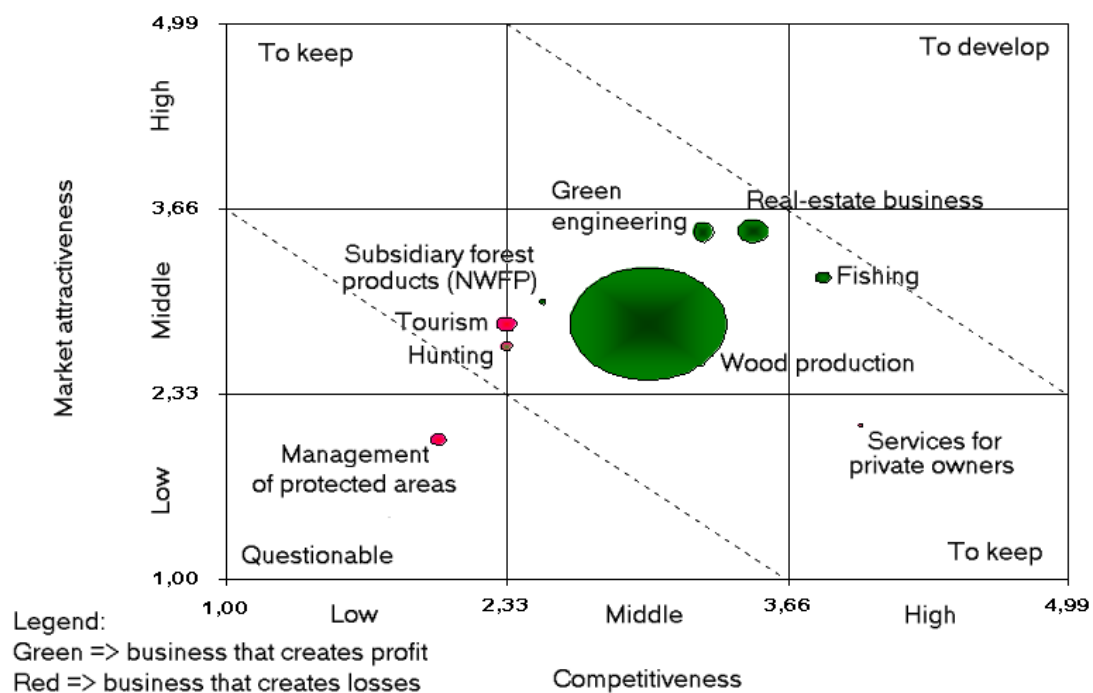 4,99
To keep
To develop
High
Green
engineering
Real-estate business
3,66
Subsidiary forest
products (NWFP)
Fishing
Market attractiveness
Middle
Tourism
Hunting
Wood production
2,33
Management
of protected areas
Services for
private owners
Low
Questionable
To keep
1,00
1,00
Low
2,33
Middle
3,66
High
4,99
Legend:
Green => business that creates profit
Red => business that creates losses
Competitiveness